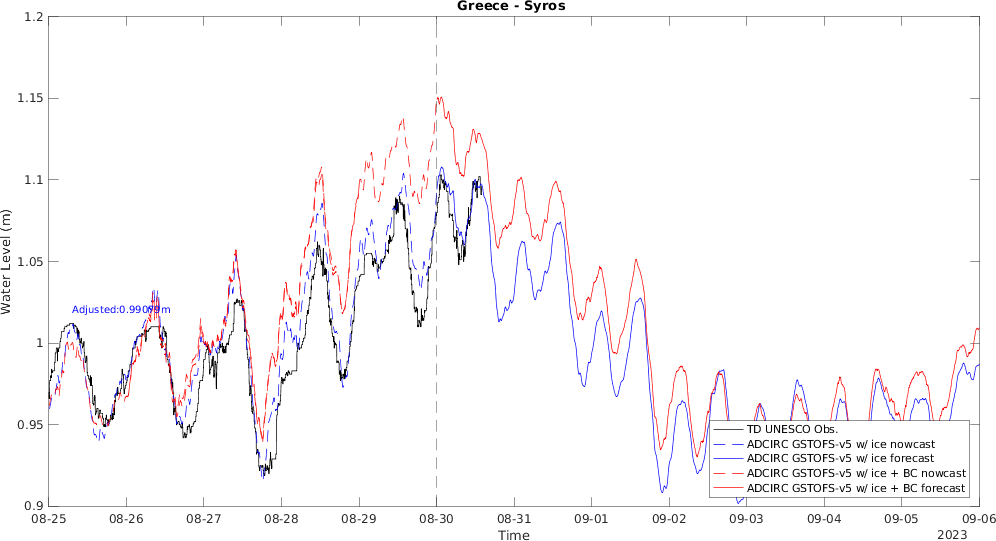 Greece - Syros
1.2
1.15
1.1
1.05
1
0.95
0.9
Water Level (m)
Adjusted:0.99079m
TD UNESCO Obs.
ADCIRC GSTOFS-v5 w/ ice nowcast
ADCIRC GSTOFS-v5 w/ ice forecast
ADCIRC GSTOFS-v5 w/ ice + BC nowcast
ADCIRC GSTOFS-v5 w/ ice + BC forecast
08-25 08-26 08-27 08-28 08-29 08-30 08-31 09-01 09-02 09-03 09-04 09-05 09-06
Time
2023